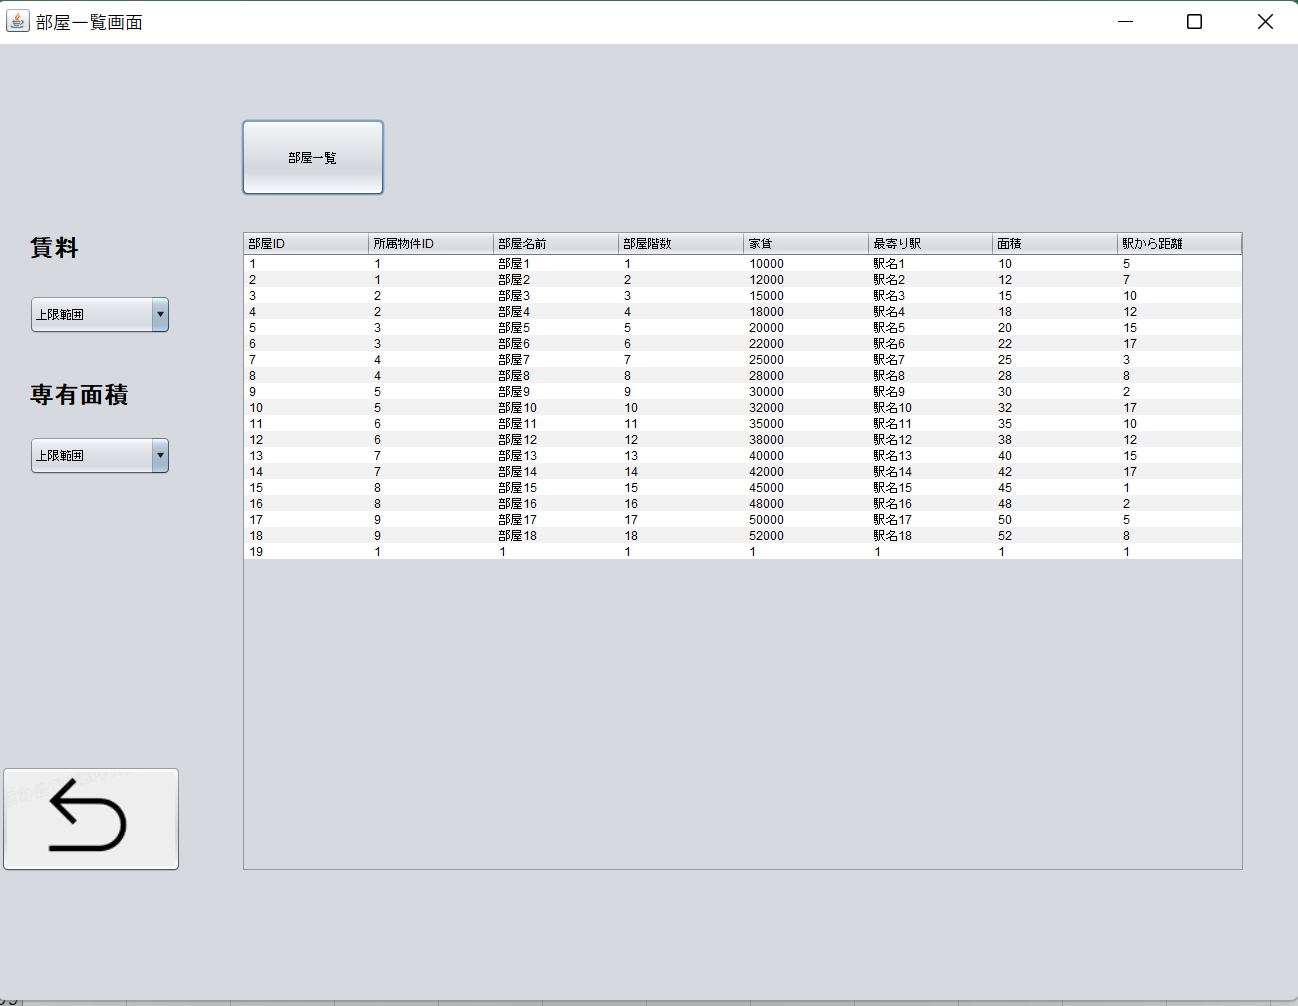 部屋一覧画面
部屋一覧
賃料
上限範囲
専有面積
上限範囲
部屋ID 所属物件ID 部屋名前 部屋階数 家賃 最寄り駅 面積 駅から距離
1 1 部屋1 1 10000 駅名1 10 5
2 1 部屋2 2 12000 駅名2 12 7
3 2 部屋3 3 15000 駅名3 15 10
4 2 部屋4 4 18000 駅名4 18 12
5 3 部屋5 5 20000 駅名5 20 15
6 3 部屋6 6 22000 駅名6 22 17
7 4 部屋7 7 25000 駅名7 25 3
8 4 部屋8 8 28000 駅名8 28 8
9 5 部屋9 9 30000 駅名9 30 2
10 5 部屋10 10 32000 駅名10 32 17
11 6 部屋11 11 35000 駅名11 35 10
12 6 部屋12 12 38000 駅名12 38 12
13 7 部屋13 13 40000 駅名13 40 15
14 7 部屋14 14 42000 駅名14 42 17
15 8 部屋15 15 45000 駅名15 45 1
16 8 部屋16 16 48000 駅名16 48 2
17 9 部屋17 17 50000 駅名17 50 5
18 9 部屋18 18 52000 駅名18 52 8
19 1 1 1 1 1 1 1